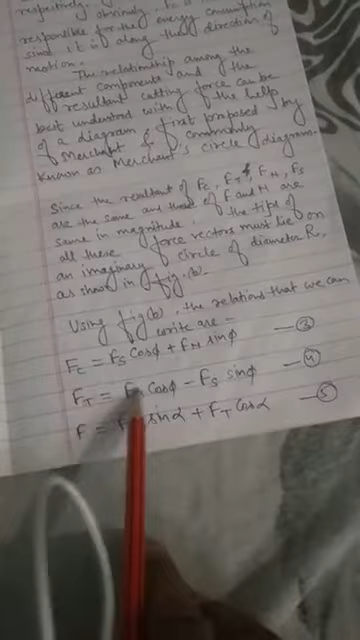 respectively. Obviously,
responsible for the energy consumption
since it is along the direction of
motion.
The relationship among the
different components and the
resultant cutting force can be
best understood with the help
of a diagram & first proposed by
Merchant & commonly
known as Merchant's circle diagram.
Since the resultant of Fc, FT & FN, FS
are the same and those of F and N are
same in magnitude, the tips of
all these force vectors must lie on
an imaginary circle of diameter R,
as shown in fig.(b).
Using fig(b), the relations that we can
write are -
FC = FS Cosφ + FN sinφ — ③
FT = Cosφ - FS sinφ — ④
F = sinα + FT Cosα — ⑤